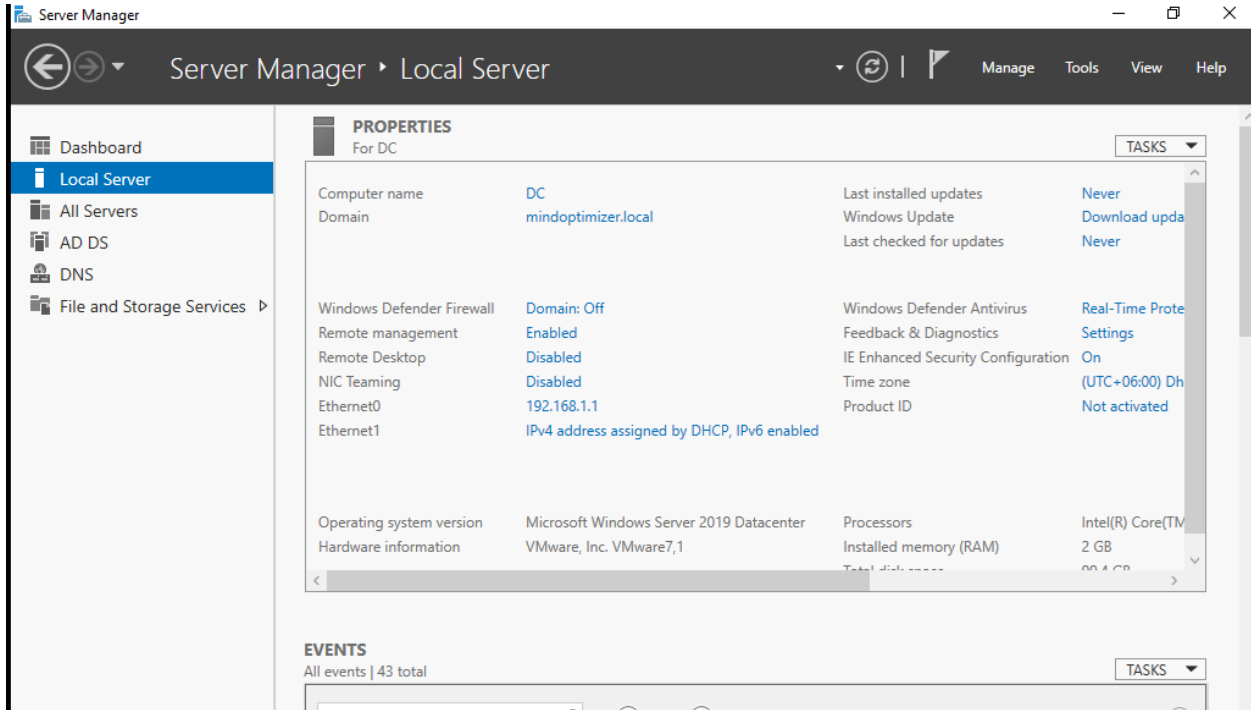 Server Manager
Server Manager ‣ Local Server
Manage Tools View Help
Dashboard
Local Server
All Servers
AD DS
DNS
File and Storage Services
PROPERTIES
For DC
TASKS
Computer name DC
Domain mindoptimizer.local
Last installed updates Never
Windows Update Download upda
Last checked for updates Never
Windows Defender Firewall Domain: Off
Remote management Enabled
Remote Desktop Disabled
NIC Teaming Disabled
Ethernet0 192.168.1.1
Ethernet1 IPv4 address assigned by DHCP, IPv6 enabled
Windows Defender Antivirus Real-Time Prote
Feedback & Diagnostics Settings
IE Enhanced Security Configuration On
Time zone (UTC+06:00) Dh
Product ID Not activated
Operating system version Microsoft Windows Server 2019 Datacenter
Hardware information VMware, Inc. VMware7,1
Processors Intel(R) Core(TM
Installed memory (RAM) 2 GB
Total disk space
EVENTS
All events | 43 total
TASKS